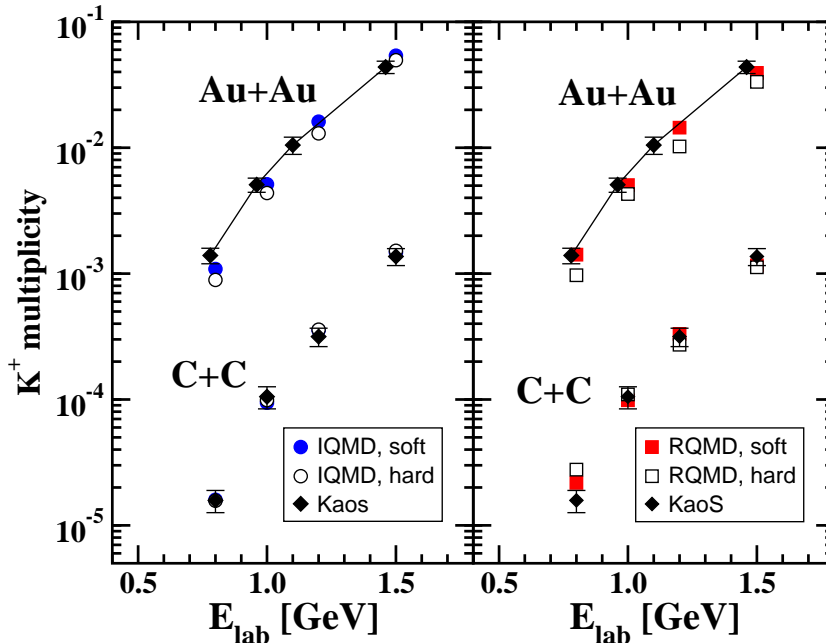 10^-1
10^-2
10^-3
10^-4
10^-5
K^+ multiplicity
Au+Au
C+C
IQMD, soft
IQMD, hard
Kaos
0.5 1.0 1.5
E_lab [GeV]
Au+Au
C+C
RQMD, soft
RQMD, hard
KaoS
0.5 1.0 1.5
E_lab [GeV]